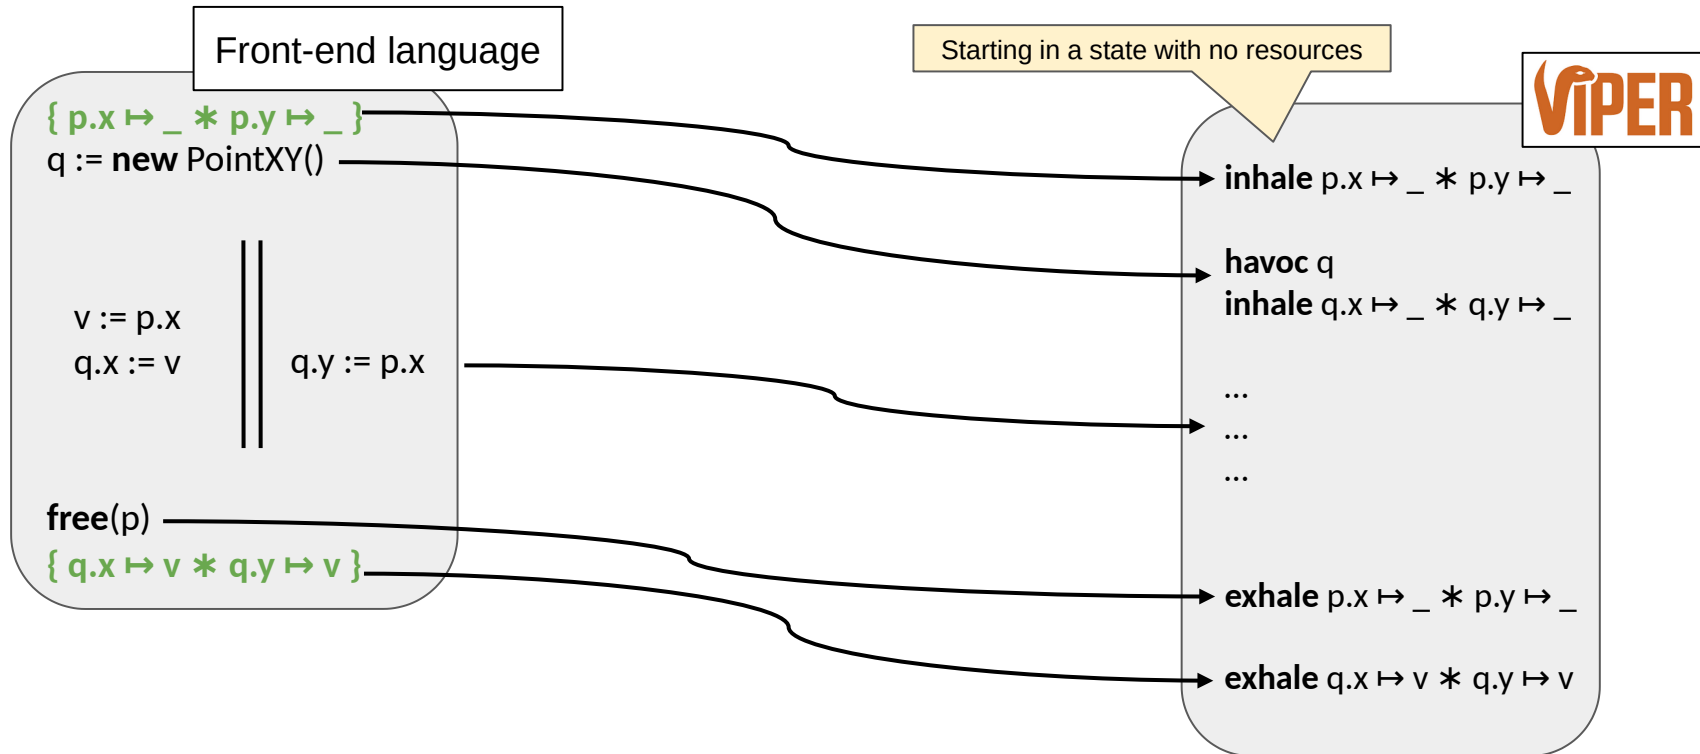 Front-end language
{ p.x ↦ _ ∗ p.y ↦ _ }
q := new PointXY()
v := p.x
q.x := v
q.y := p.x
free(p)
{ q.x ↦ v ∗ q.y ↦ v }
Starting in a state with no resources
VIPER
inhale p.x ↦ _ ∗ p.y ↦ _
havoc q
inhale q.x ↦ _ ∗ q.y ↦ _
...
...
...
exhale p.x ↦ _ ∗ p.y ↦ _
exhale q.x ↦ v ∗ q.y ↦ v